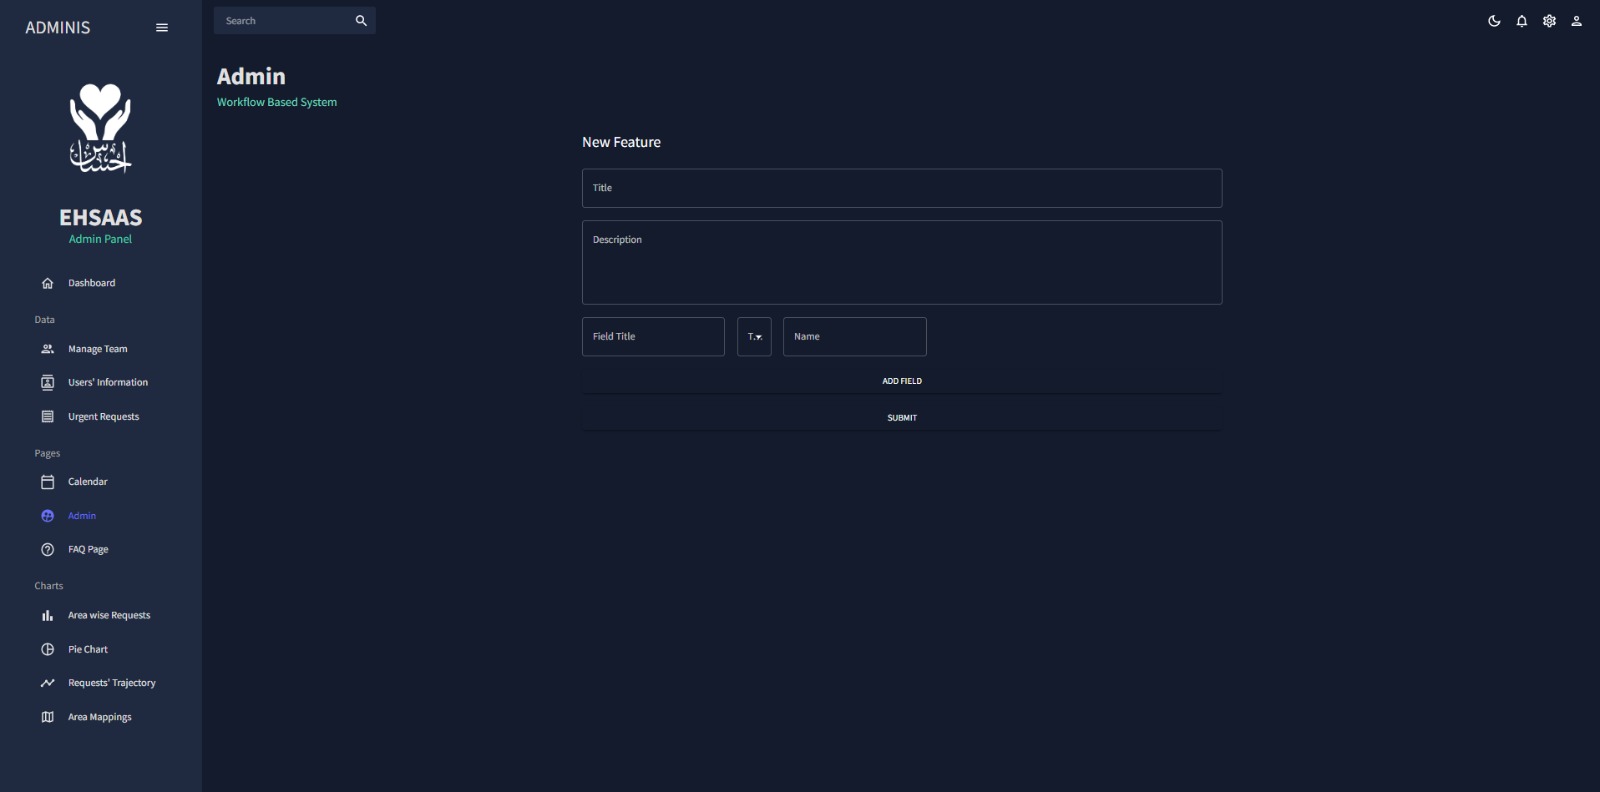 ADMINIS
Search
احساس
EHSAAS
Admin Panel
Dashboard
Data
Manage Team
Users' Information
Urgent Requests
Pages
Calendar
Admin
FAQ Page
Charts
Area wise Requests
Pie Chart
Requests' Trajectory
Area Mappings
Admin
Workflow Based System
New Feature
Title
Description
Field Title
T...
Name
ADD FIELD
SUBMIT